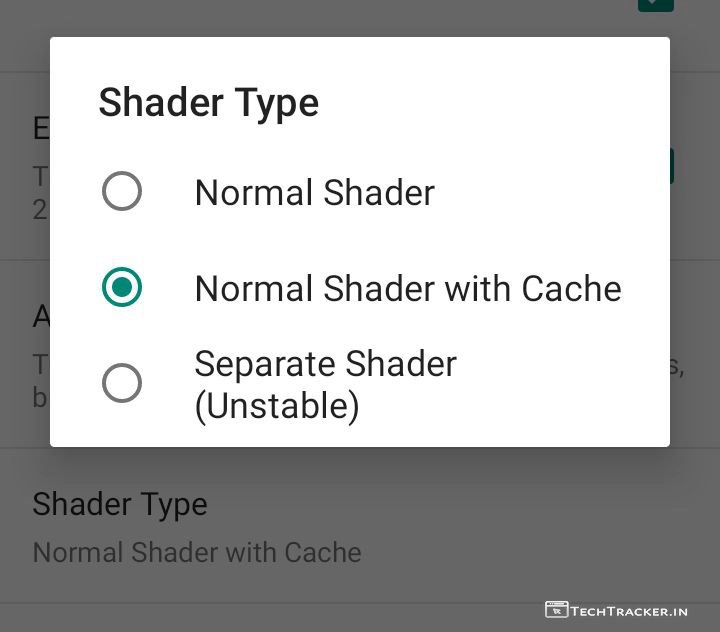 Shader Type
Normal Shader
Normal Shader with Cache
Separate Shader
(Unstable)
E
T
2
A
T
s,
b
Shader Type
Normal Shader with Cache
TechTracker.in